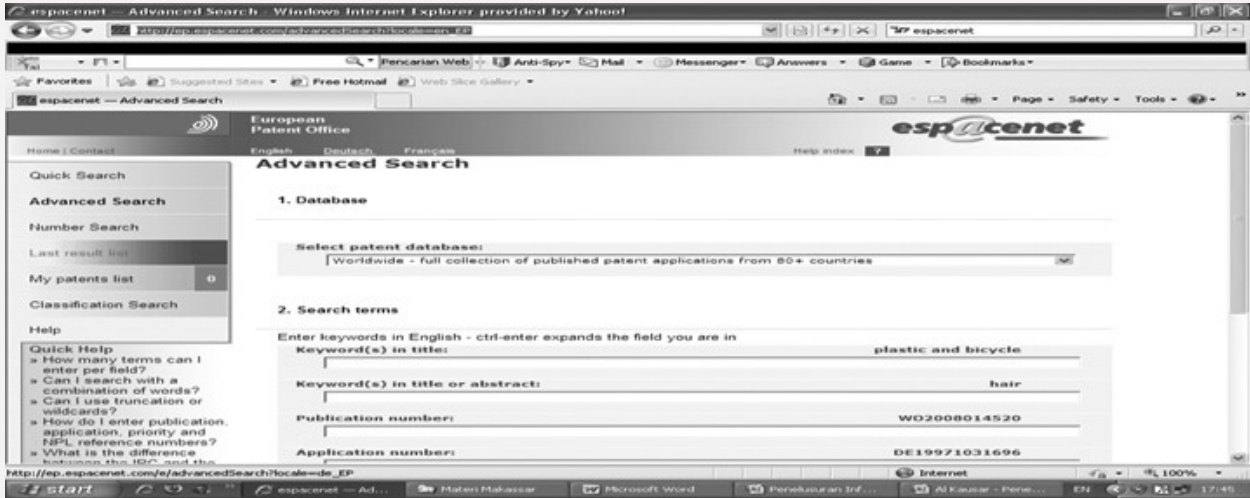 espacenet — Advanced Search - Windows Internet Explorer provided by Yahoo!
http://ep.espacenet.com/advancedSearch?locale=en_EP
espacenet
Pencarian Web
Anti-Spy
Mail
Messenger
Answers
Game
Bookmarks
Favorites
Suggested Sites
Free Hotmail
Web Slice Gallery
espacenet — Advanced Search
Page
Safety
Tools
European
Patent Office
espacenet
Home | Contact
English Deutsch Français
Help index ?
Quick Search
Advanced Search
Number Search
Last result list
My patents list 0
Classification Search
Help
Quick Help
» How many terms can I
enter per field?
» Can I search with a
combination of words?
» Can I use truncation or
wildcards?
» How do I enter publication,
application, priority and
NPL reference numbers?
» What is the difference
between the IPC and the
Advanced Search
1. Database
Select patent database:
Worldwide - full collection of published patent applications from 80+ countries
2. Search terms
Enter keywords in English - ctrl-enter expands the field you are in
Keyword(s) in title: plastic and bicycle
Keyword(s) in title or abstract: hair
Publication number: WO2008014520
Application number: DE19971031696
http://ep.espacenet.com/e/advancedSearch?locale=de_EP
Internet
100%
start
espacenet — Ad...
Materi Makassar
Microsoft Word
Penelusuran Inf...
Al Kausar - Pene...
EN
17:45